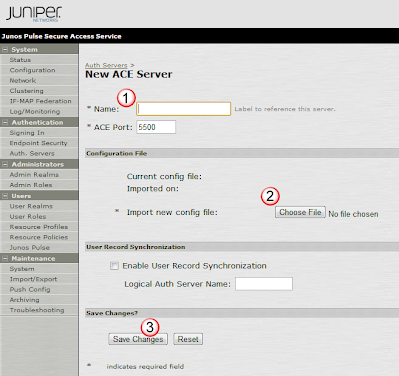 JUNIPER
NETWORKS
Junos Pulse Secure Access Service
System
Status
Configuration
Network
Clustering
IF-MAP Federation
Log/Monitoring
Authentication
Signing In
Endpoint Security
Auth. Servers
Administrators
Admin Realms
Admin Roles
Users
User Realms
User Roles
Resource Profiles
Resource Policies
Junos Pulse
Maintenance
System
Import/Export
Push Config
Archiving
Troubleshooting
Auth Servers >
New ACE Server
1
* Name: Label to reference this server.
* ACE Port: 5500
Configuration File
Current config file:
Imported on:
2
* Import new config file: Choose File No file chosen
User Record Synchronization
Enable User Record Synchronization
Logical Auth Server Name:
Save Changes?
3
Save Changes Reset
* indicates required field